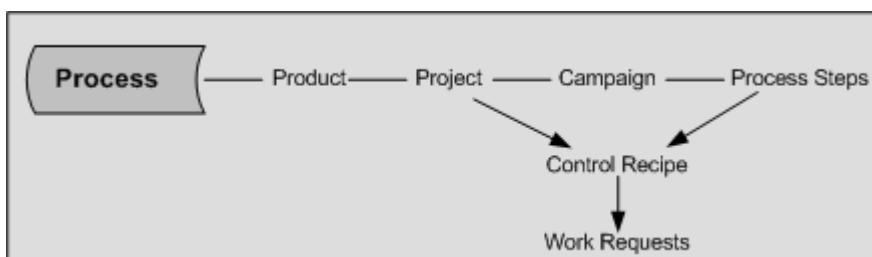 Process Product Project Campaign Process Steps
Control Recipe
Work Requests